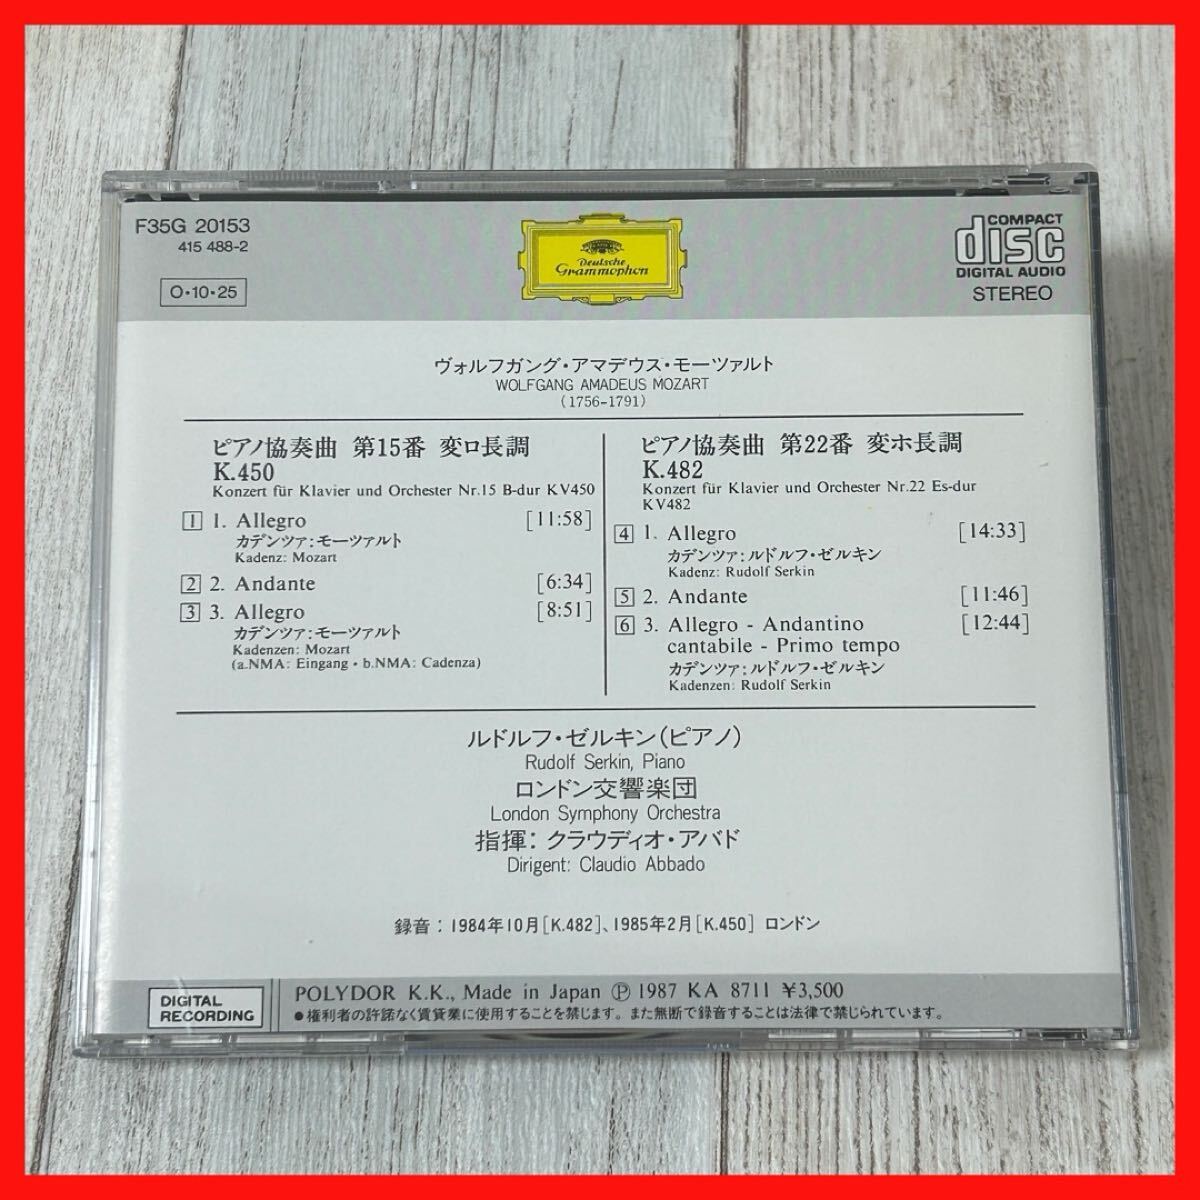 F35G 20153
415 488-2
O・10・25
Deutsche
Grammophon
COMPACT
disc
DIGITAL AUDIO
STEREO
ヴォルフガング・アマデウス・モーツァルト
WOLFGANG AMADEUS MOZART
(1756-1791)
ピアノ協奏曲 第15番 変ロ長調
K.450
Konzert für Klavier und Orchester Nr.15 B-dur KV450
1 1. Allegro [11:58]
カデンツァ:モーツァルト
Kadenz: Mozart
2 2. Andante [6:34]
3 3. Allegro [8:51]
カデンツァ:モーツァルト
Kadenzen: Mozart
(a.NMA: Eingang・b.NMA: Cadenza)
ピアノ協奏曲 第22番 変ホ長調
K.482
Konzert für Klavier und Orchester Nr.22 Es-dur
KV482
4 1. Allegro [14:33]
カデンツァ:ルドルフ・ゼルキン
Kadenz: Rudolf Serkin
5 2. Andante [11:46]
6 3. Allegro - Andantino [12:44]
cantabile - Primo tempo
カデンツァ:ルドルフ・ゼルキン
Kadenzen: Rudolf Serkin
ルドルフ・ゼルキン(ピアノ)
Rudolf Serkin, Piano
ロンドン交響楽団
London Symphony Orchestra
指揮: クラウディオ・アバド
Dirigent: Claudio Abbado
録音:1984年10月[K.482]、1985年2月[K.450] ロンドン
DIGITAL
RECORDING
POLYDOR K.K., Made in Japan Ⓟ 1987 KA 8711 ¥3,500
●権利者の許諾なく賃貸業に使用することを禁じます。また無断で録音することは法律で禁じられています。